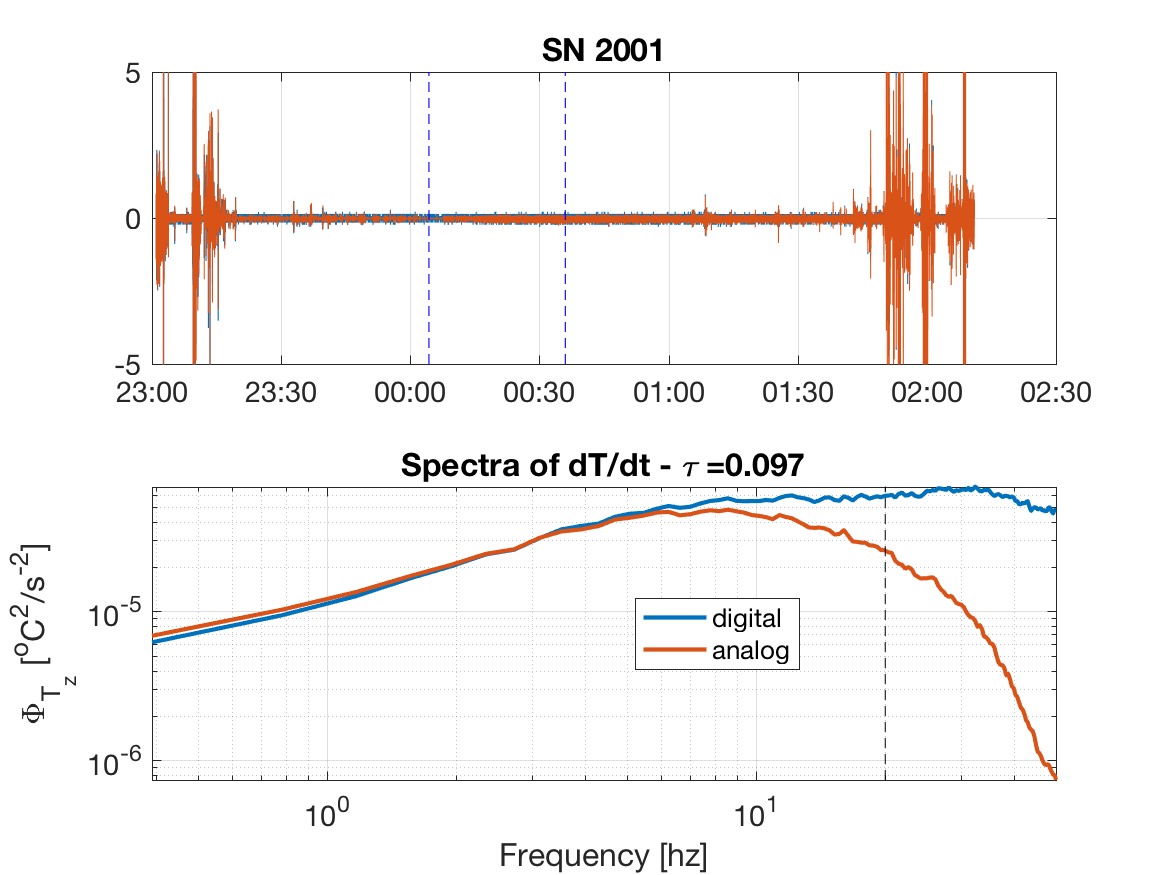 SN 2001
5
0
-5
23:00 23:30 00:00 00:30 01:00 01:30 02:00 02:30
Spectra of dT/dt - τ =0.097
Φ_{T_z} [°C²/s⁻²]
10⁻⁵
10⁻⁶
digital
analog
10⁰ 10¹
Frequency [hz]